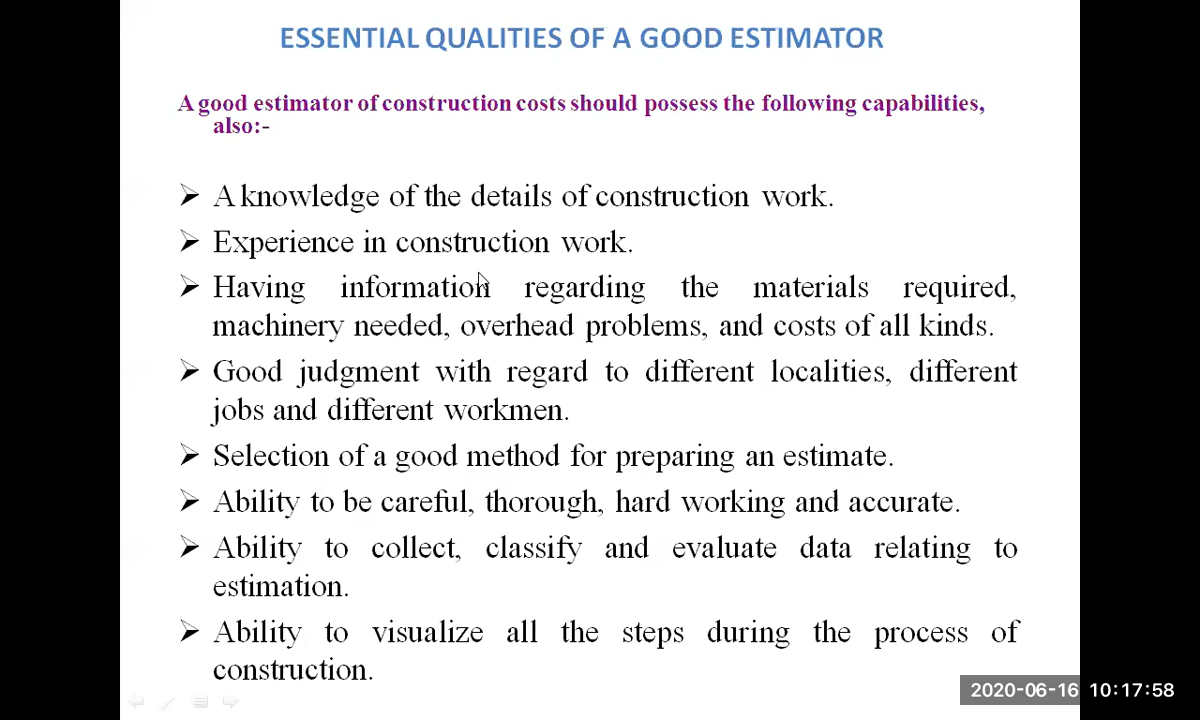 ESSENTIAL QUALITIES OF A GOOD ESTIMATOR
A good estimator of construction costs should possess the following capabilities,
also:-
➢ A knowledge of the details of construction work.
➢ Experience in construction work.
➢ Having information regarding the materials required,
machinery needed, overhead problems, and costs of all kinds.
➢ Good judgment with regard to different localities, different
jobs and different workmen.
➢ Selection of a good method for preparing an estimate.
➢ Ability to be careful, thorough, hard working and accurate.
➢ Ability to collect, classify and evaluate data relating to
estimation.
➢ Ability to visualize all the steps during the process of
construction.
2020-06-16 10:17:58